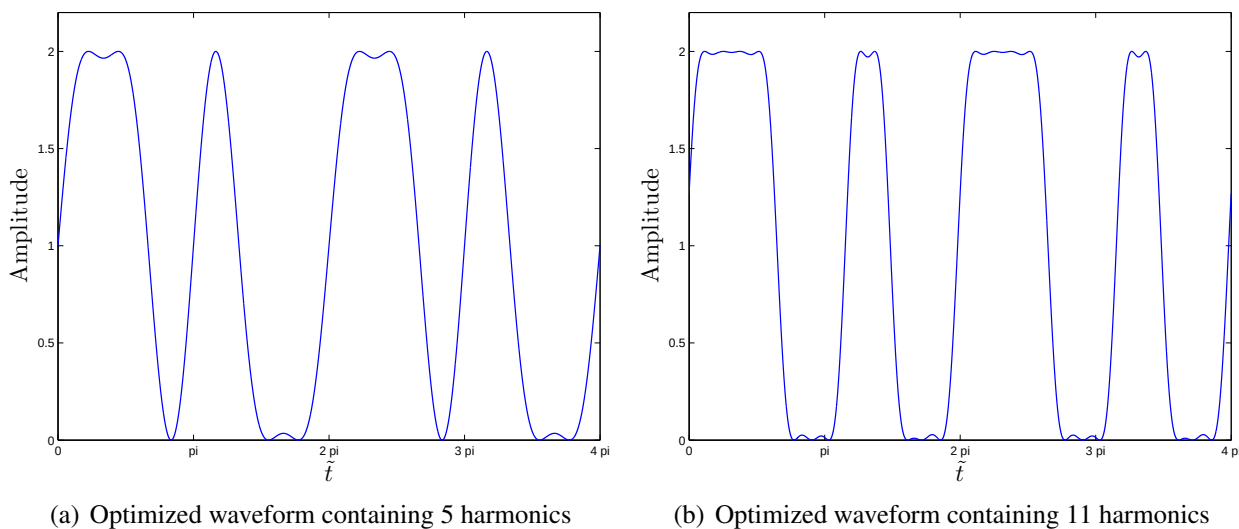 Amplitude
2
1.5
1
0.5
0
0 pi 2 pi 3 pi 4 pi
t̃
(a) Optimized waveform containing 5 harmonics
Amplitude
2
1.5
1
0.5
0
0 pi 2 pi 3 pi 4 p
t̃
(b) Optimized waveform containing 11 harmonics